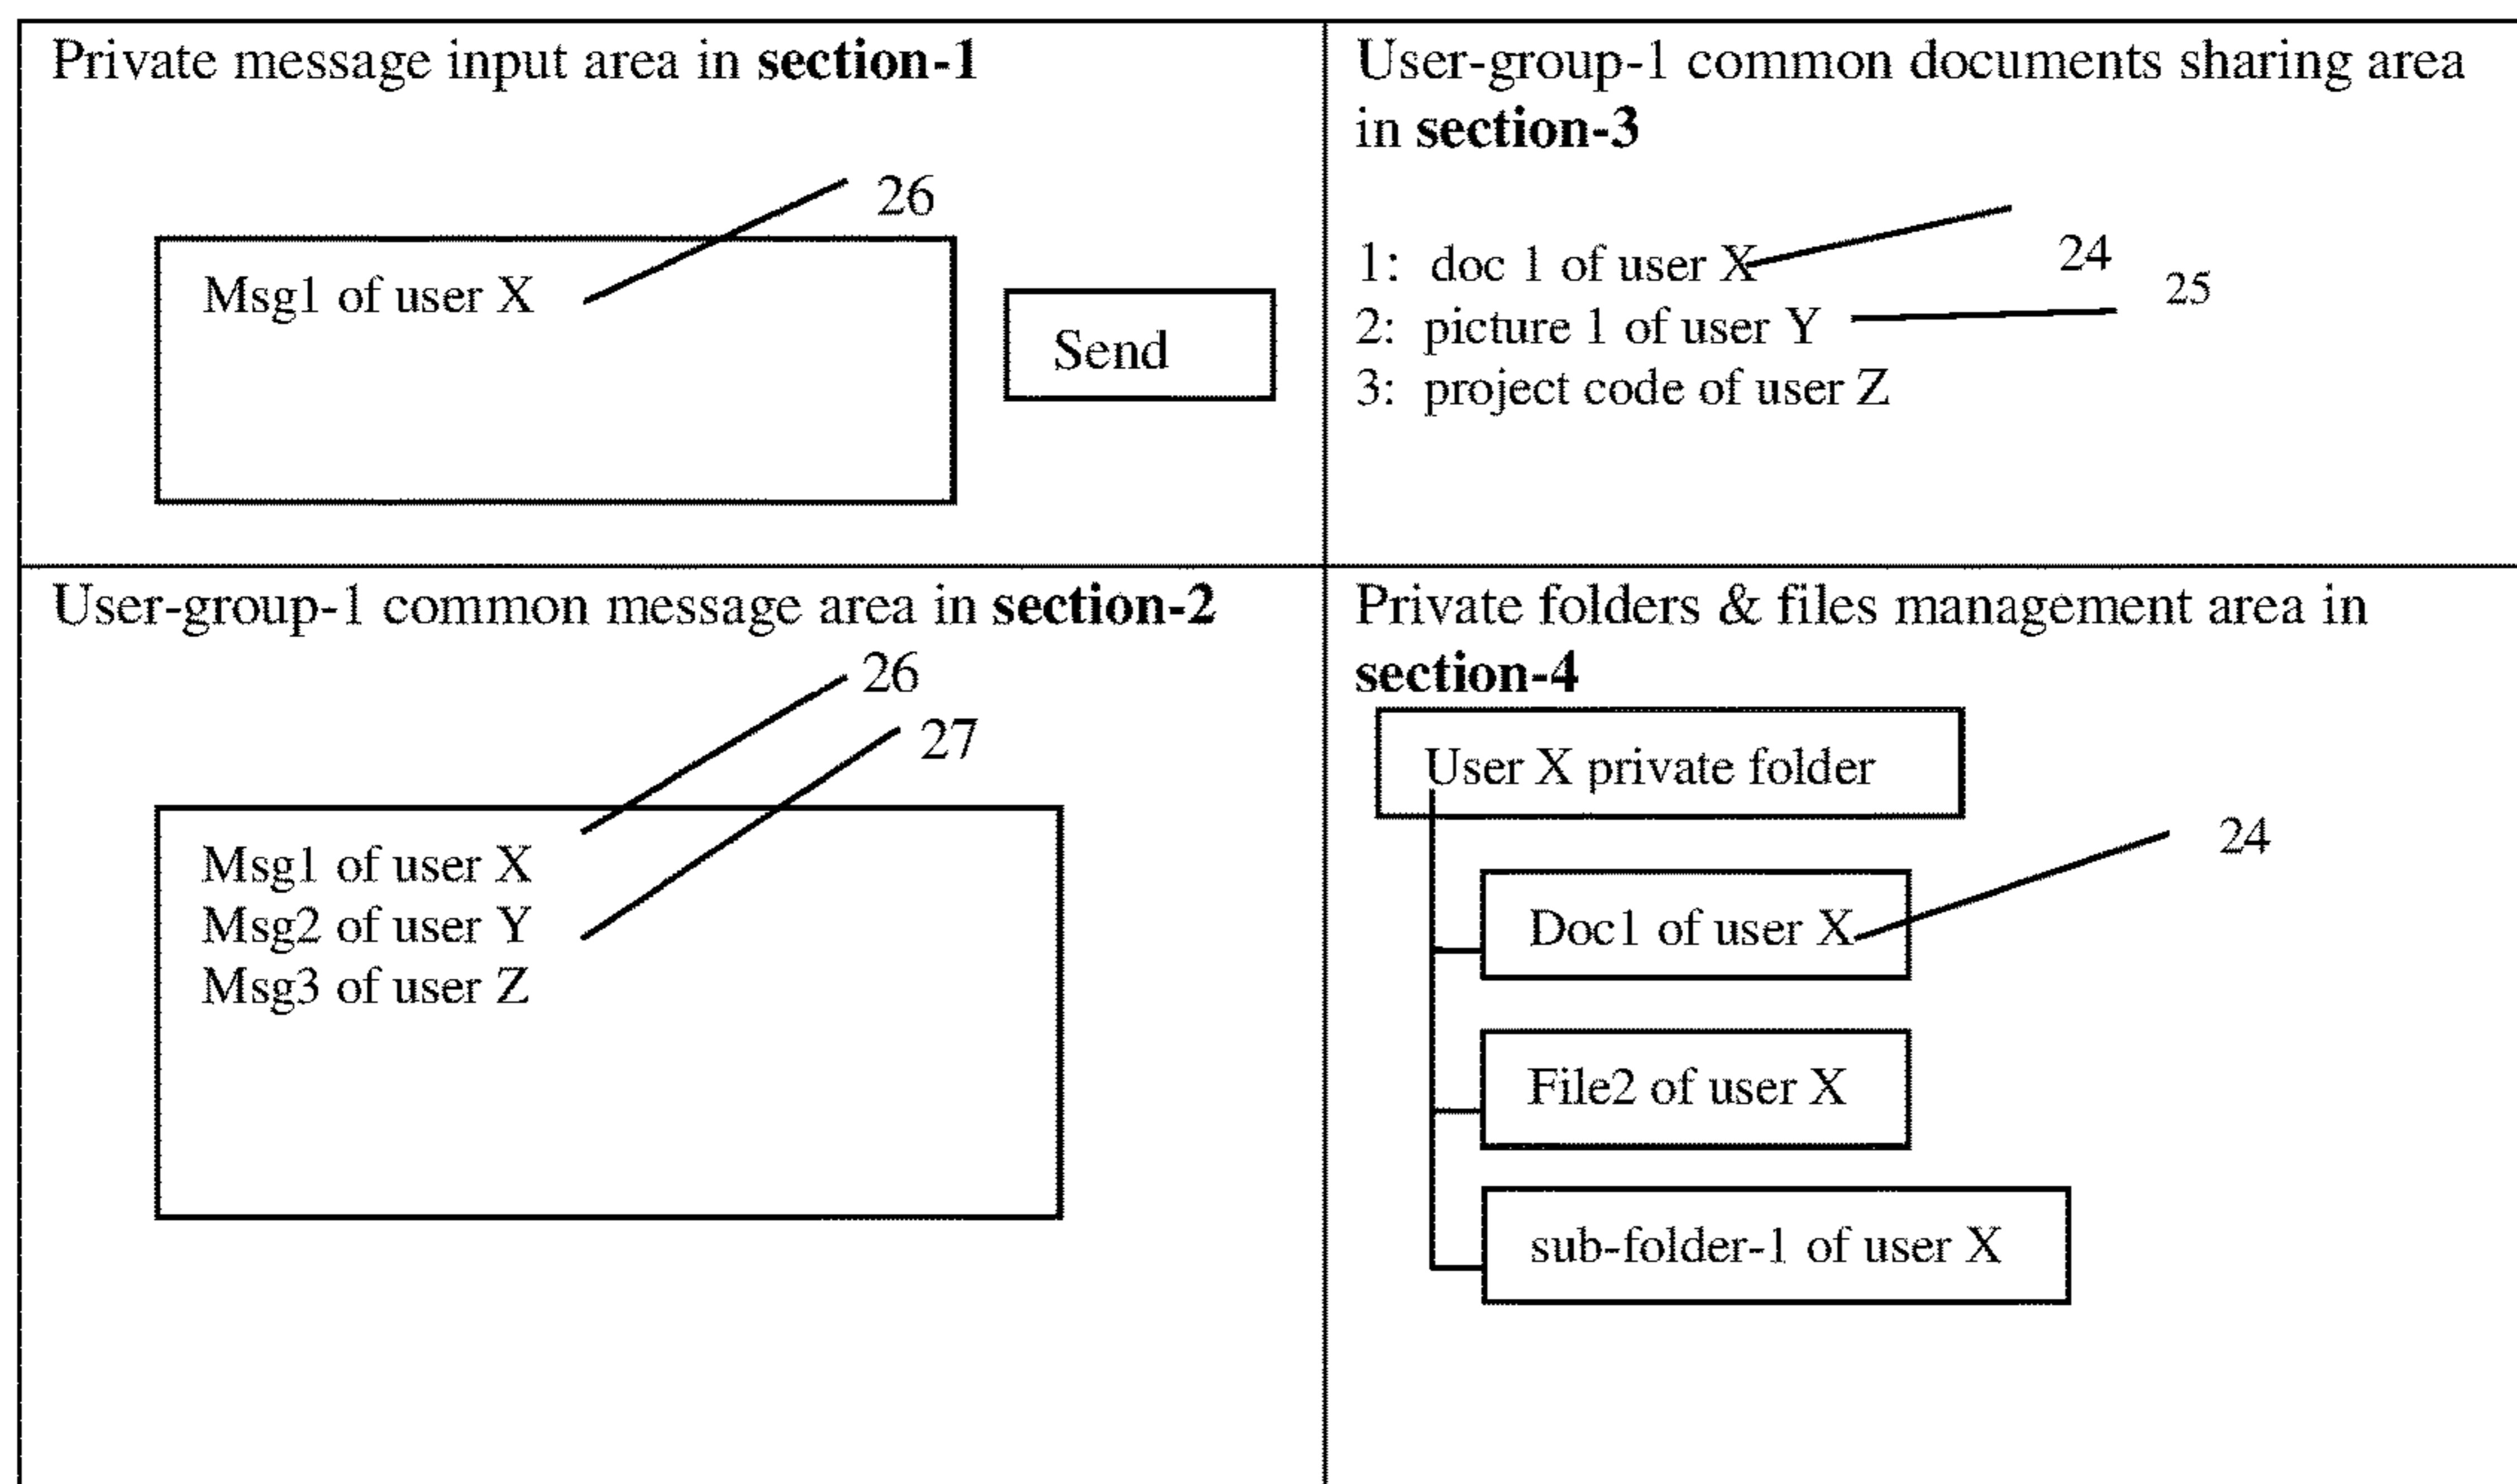 Private message input area in section-1
26
Msg1 of user X
Send
User-group-1 common documents sharing area
in section-3
1: doc 1 of user X
24
25
2: picture 1 of user Y
3: project code of user Z
User-group-1 common message area in section-2
26
27
Msg1 of user X
Msg2 of user Y
Msg3 of user Z
Private folders & files management area in
section-4
User X private folder
24
Doc1 of user X
File2 of user X
sub-folder-1 of user X